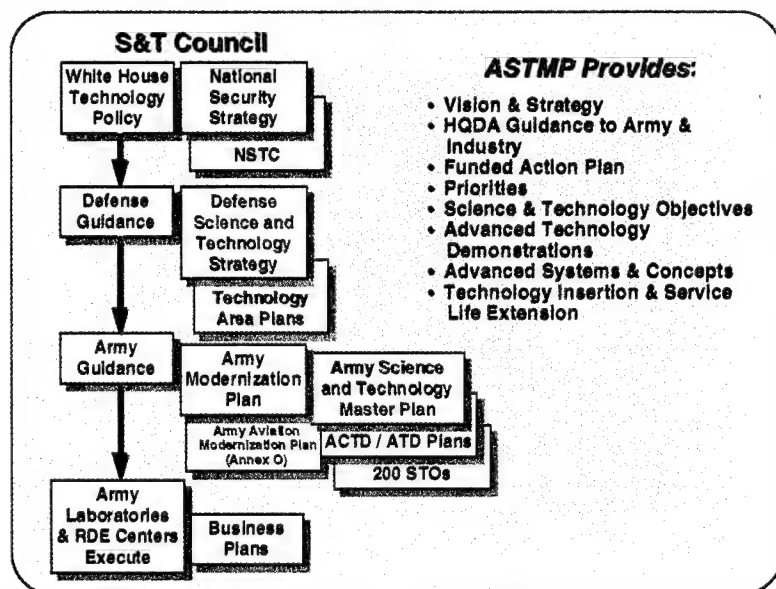 S&T Council
White House
Technology
Policy
National
Security
Strategy
NSTC
Defense
Guidance
Defense
Science and
Technology
Strategy
Technology
Area Plans
Army
Guidance
Army
Modernization
Plan
Army Science
and Technology
Master Plan
Army Aviation
Modernization Plan
(Annex O)
ACTD / ATD Plans
200 STOs
Army
Laboratories
& RDE Centers
Execute
Business
Plans
ASTMP Provides:
• Vision & Strategy
• HQDA Guidance to Army &
Industry
• Funded Action Plan
• Priorities
• Science & Technology Objectives
• Advanced Technology
Demonstrations
• Advanced Systems & Concepts
• Technology Insertion & Service
Life Extension